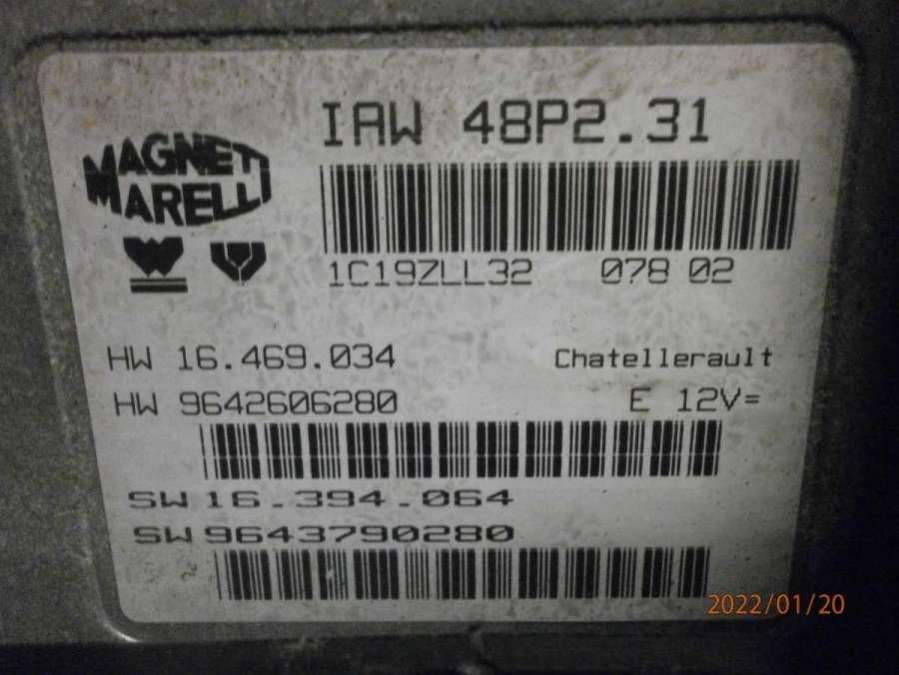 MAGNETI
MARELLI
IAW 48P2.31
1C19ZLL32 078 02
HW 16.469.034 Chatellerault
HW 9642606280 E 12V=
SW 16.394.064
SW 9643790280
2022/01/20